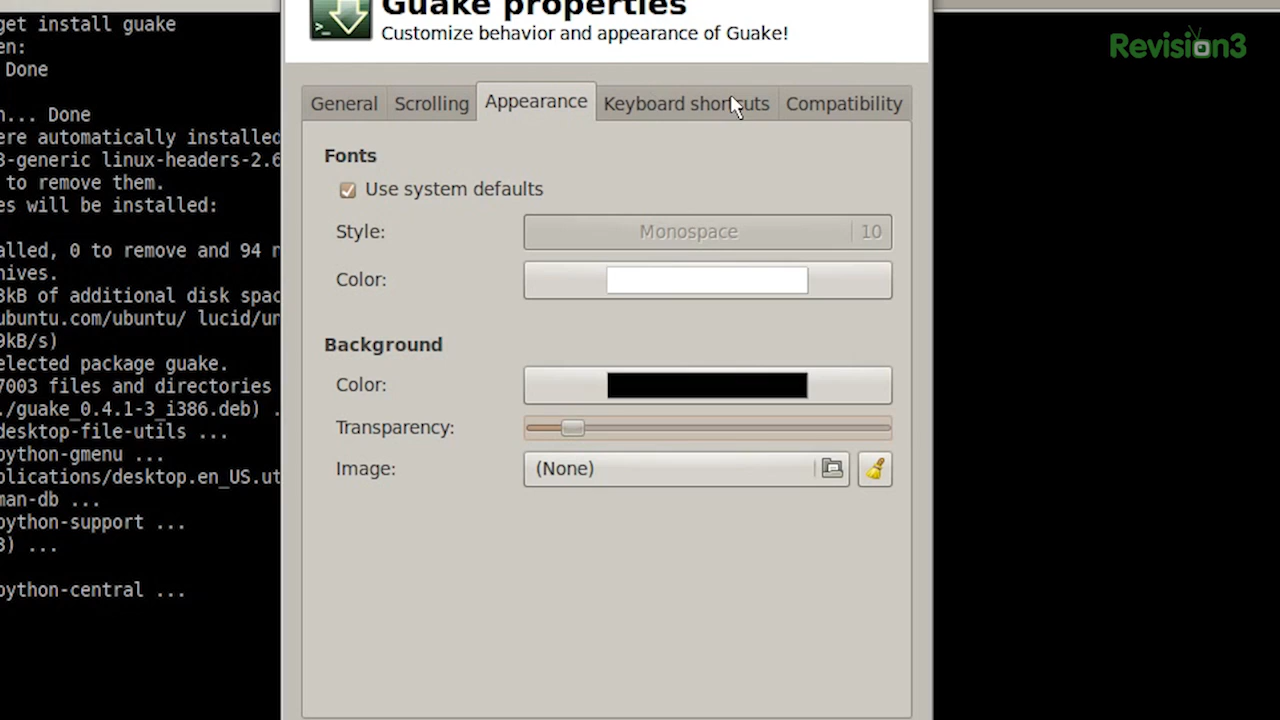 get install guake
en:
Done
n... Done
ere automatically installed
3-generic linux-headers-2.6
to remove them.
es will be installed:
alled, 0 to remove and 94 n
hives.
3kB of additional disk spac
ubuntu.com/ubuntu/ lucid/un
9kB/s)
elected package guake.
7003 files and directories
./guake_0.4.1-3_i386.deb) .
desktop-file-utils ...
python-gmenu ...
plications/desktop.en_US.ut
man-db ...
python-support ...
3) ...
python-central ...
Guake properties
Customize behavior and appearance of Guake!
General Scrolling Appearance Keyboard shortcuts Compatibility
Fonts
Use system defaults
Style: Monospace 10
Color:
Background
Color:
Transparency:
Image: (None)
Revision3